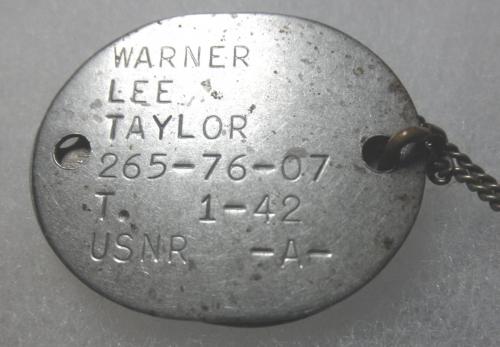 WARNER
LEE
TAYLOR
265-76-07
T. 1-42
USNR -A-